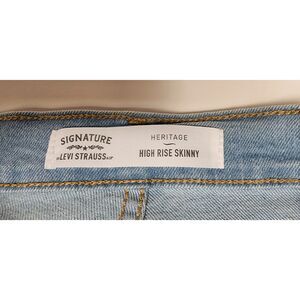 SIGNATURE
LEVI STRAUSS
HERITAGE
HIGH RISE SKINNY